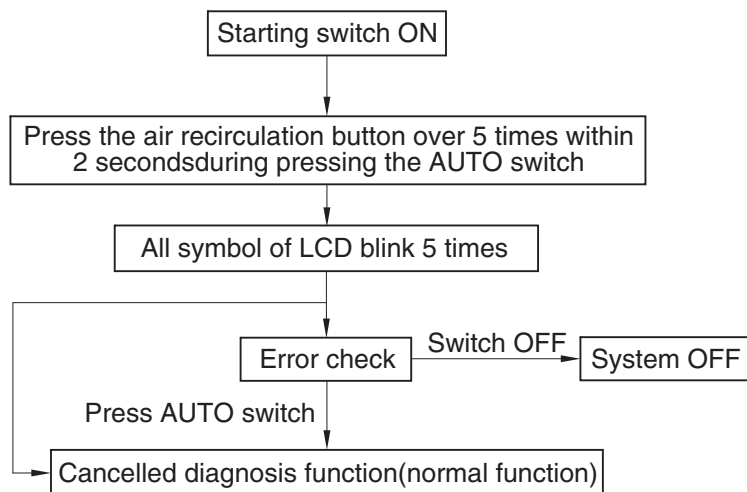 Starting switch ON
Press the air recirculation button over 5 times within
2 secondsduring pressing the AUTO switch
All symbol of LCD blink 5 times
Error check
Switch OFF
System OFF
Press AUTO switch
Cancelled diagnosis function(normal function)